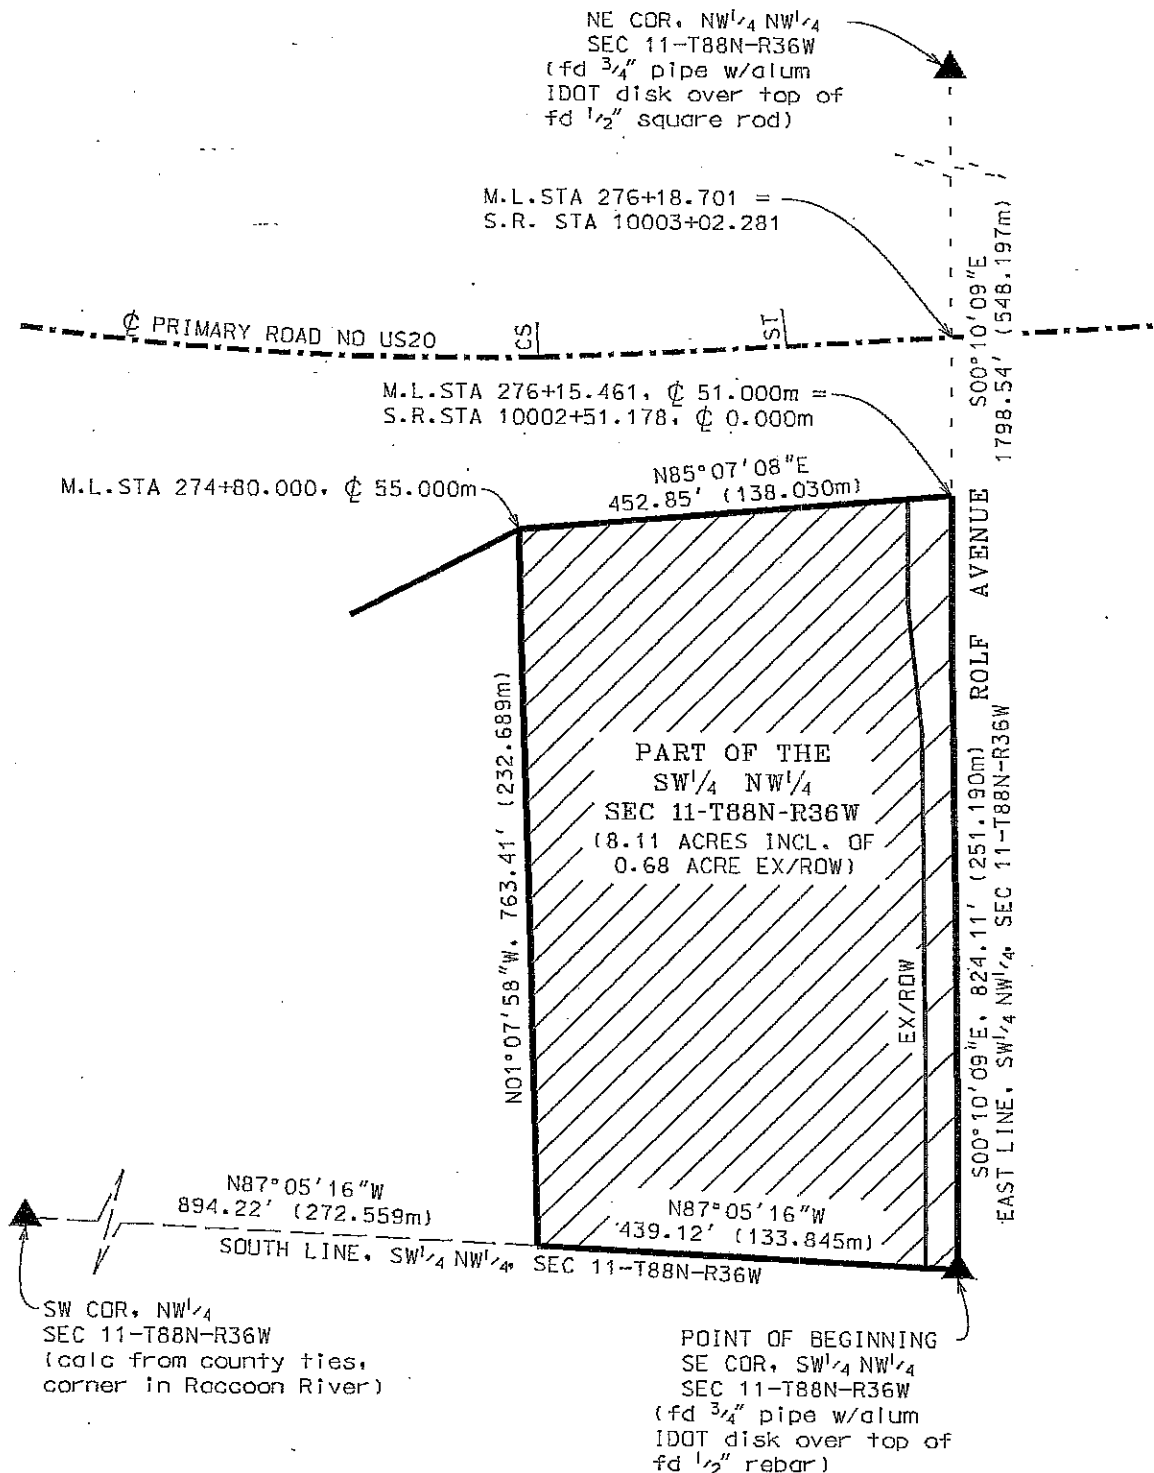 NE COR, NW1/4 NW1/4
SEC 11-T88N-R36W
(fd 3/4" pipe w/alum
IDOT disk over top of
fd 1/2" square rod)
M.L.STA 276+18.701 =
S.R. STA 10003+02.281
S00°10'09"E
1798.54' (548.197m)
℄ PRIMARY ROAD NO US20
CS
ST
M.L.STA 276+15.461, ℄ 51.000m =
S.R.STA 10002+51.178, ℄ 0.000m
M.L.STA 274+80.000, ℄ 55.000m
N85°07'08"E
452.85' (138.030m)
ROLF AVENUE
N01°07'58"W, 763.41' (232.689m)
PART OF THE
SW1/4 NW1/4
SEC 11-T88N-R36W
(8.11 ACRES INCL. OF
0.68 ACRE EX/ROW)
EX/ROW
S00°10'09"E, 824.11' (251.190m)
EAST LINE, SW1/4 NW1/4, SEC 11-T88N-R36W
N87°05'16"W
894.22' (272.559m)
N87°05'16"W
439.12' (133.845m)
SOUTH LINE, SW1/4 NW1/4, SEC 11-T88N-R36W
SW COR, NW1/4
SEC 11-T88N-R36W
(calc from county ties,
corner in Raccoon River)
POINT OF BEGINNING
SE COR, SW1/4 NW1/4
SEC 11-T88N-R36W
(fd 3/4" pipe w/alum
IDOT disk over top of
fd 1/2" rebar)